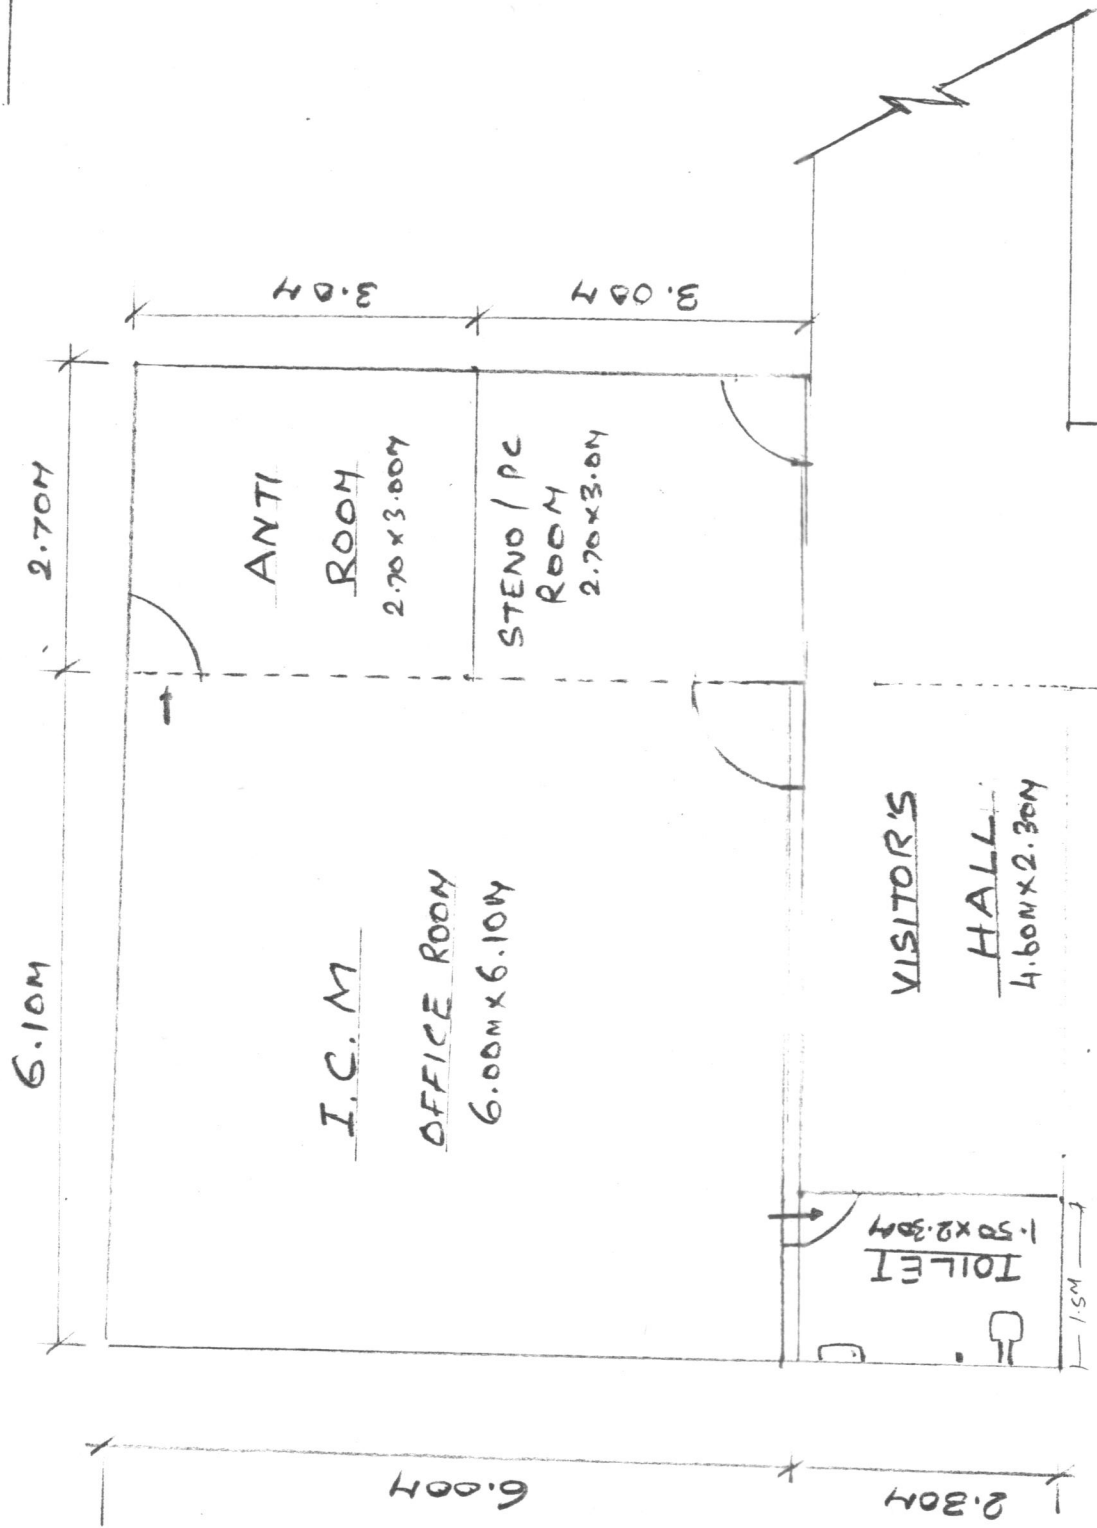 6.10M
2.70M
3.0M
3.00M
ANTI
ROOM
2.70 x 3.00M
STENO / PC
ROOM
2.70 x 3.0M
I. C. M
OFFICE ROOM
6.00M x 6.10M
VISITOR'S
HALL
4.60M x 2.30M
TOILET
1.50 x 2.30M
1.5M
6.00M
2.30M